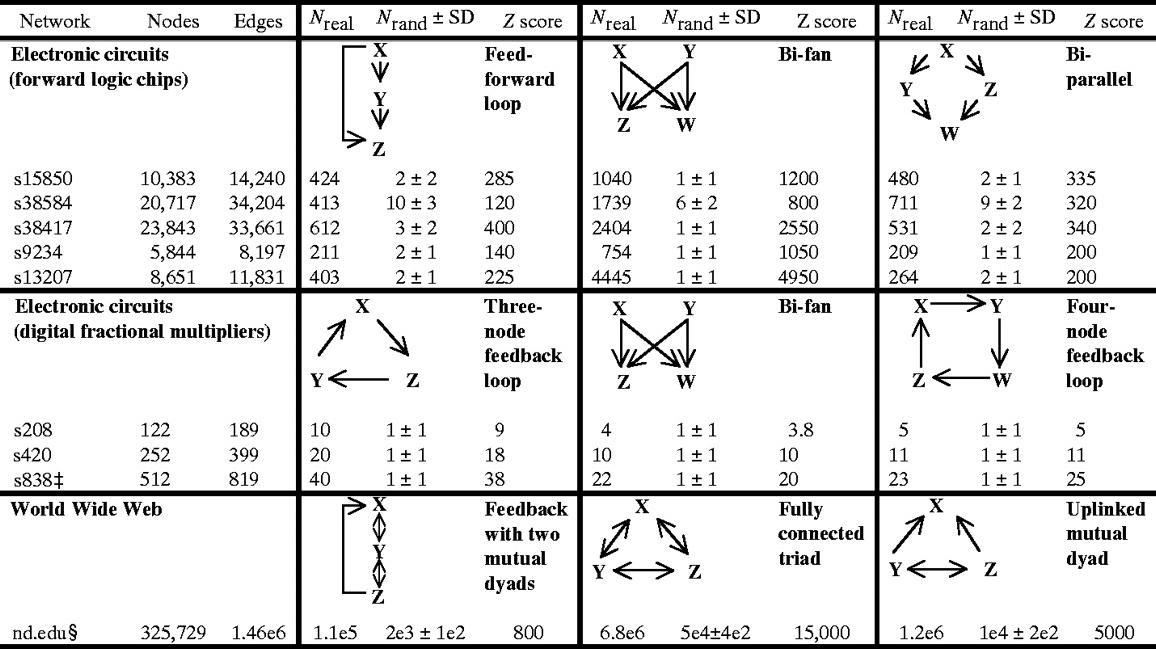 Network Nodes Edges N_real N_rand ± SD Z score N_real N_rand ± SD Z score N_real N_rand ± SD Z score
Electronic circuits X Feed- X Y Bi-fan X Bi-
(forward logic chips) forward parallel
Y loop Y Z
Z Z W W
s15850 10,383 14,240 424 2 ± 2 285 1040 1 ± 1 1200 480 2 ± 1 335
s38584 20,717 34,204 413 10 ± 3 120 1739 6 ± 2 800 711 9 ± 2 320
s38417 23,843 33,661 612 3 ± 2 400 2404 1 ± 1 2550 531 2 ± 2 340
s9234 5,844 8,197 211 2 ± 1 140 754 1 ± 1 1050 209 1 ± 1 200
s13207 8,651 11,831 403 2 ± 1 225 4445 1 ± 1 4950 264 2 ± 1 200
Electronic circuits X Three- X Y Bi-fan X Y Four-
(digital fractional multipliers) node node
feedback feedback
Y Z loop Z W Z W loop
s208 122 189 10 1 ± 1 9 4 1 ± 1 3.8 5 1 ± 1 5
s420 252 399 20 1 ± 1 18 10 1 ± 1 10 11 1 ± 1 11
s838‡ 512 819 40 1 ± 1 38 22 1 ± 1 20 23 1 ± 1 25
World Wide Web X Feedback X Fully X Uplinked
with two connected mutual
Y mutual triad dyad
Z dyads Y Z Y Z
nd.edu§ 325,729 1.46e6 1.1e5 2e3 ± 1e2 800 6.8e6 5e4±4e2 15,000 1.2e6 1e4 ± 2e2 5000